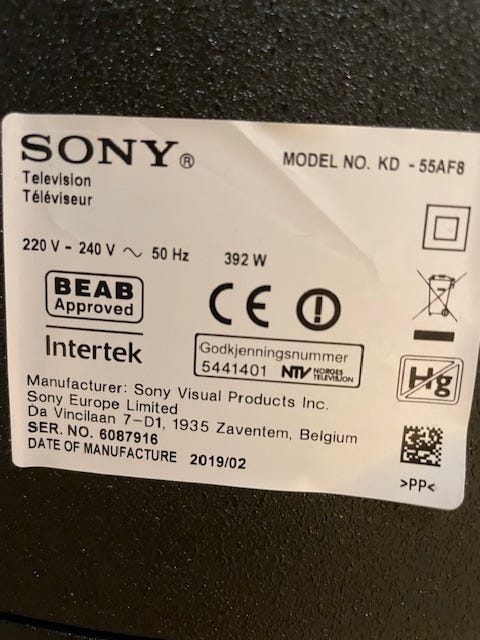 SONY®
Television
Téléviseur
MODEL NO. KD - 55AF8
220 V - 240 V ~ 50 Hz 392 W
BEAB
Approved
CE
Intertek
Godkjenningsnummer
5441401 NTV NORGES TELEVISJON
Hg
Manufacturer: Sony Visual Products Inc.
Sony Europe Limited
Da Vincilaan 7-D1, 1935 Zaventem, Belgium
SER. NO. 6087916
DATE OF MANUFACTURE 2019/02
>PP<